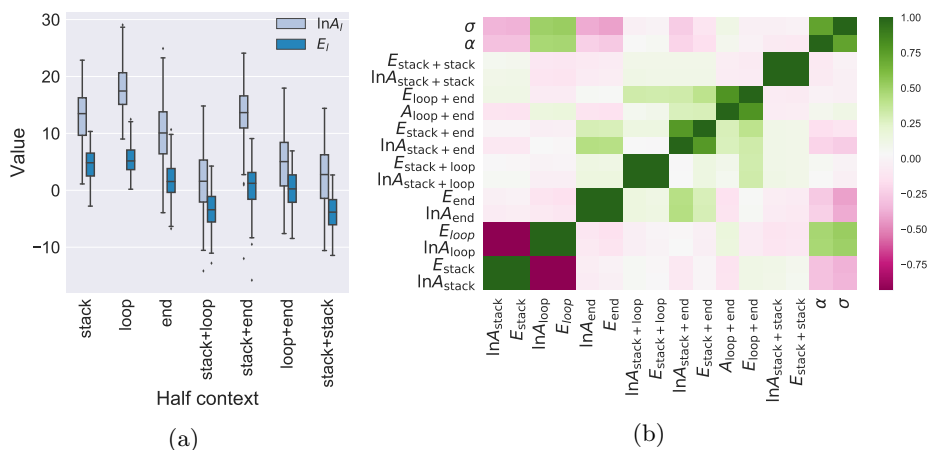 30
20
10
0
−10
Value
lnA_l
E_l
stack
loop
end
stack+loop
stack+end
loop+end
stack+stack
Half context
(a)
σ
α
E_stack+stack
lnA_stack+stack
E_loop+end
A_loop+end
E_stack+end
lnA_stack+end
E_stack+loop
lnA_stack+loop
E_end
lnA_end
E_loop
lnA_loop
E_stack
lnA_stack
lnA_stack
E_stack
lnA_loop
E_loop
lnA_end
E_end
lnA_stack+loop
E_stack+loop
lnA_stack+end
E_stack+end
A_loop+end
E_loop+end
lnA_stack+stack
E_stack+stack
α
σ
1.00
0.75
0.50
0.25
0.00
−0.25
−0.50
−0.75
(b)